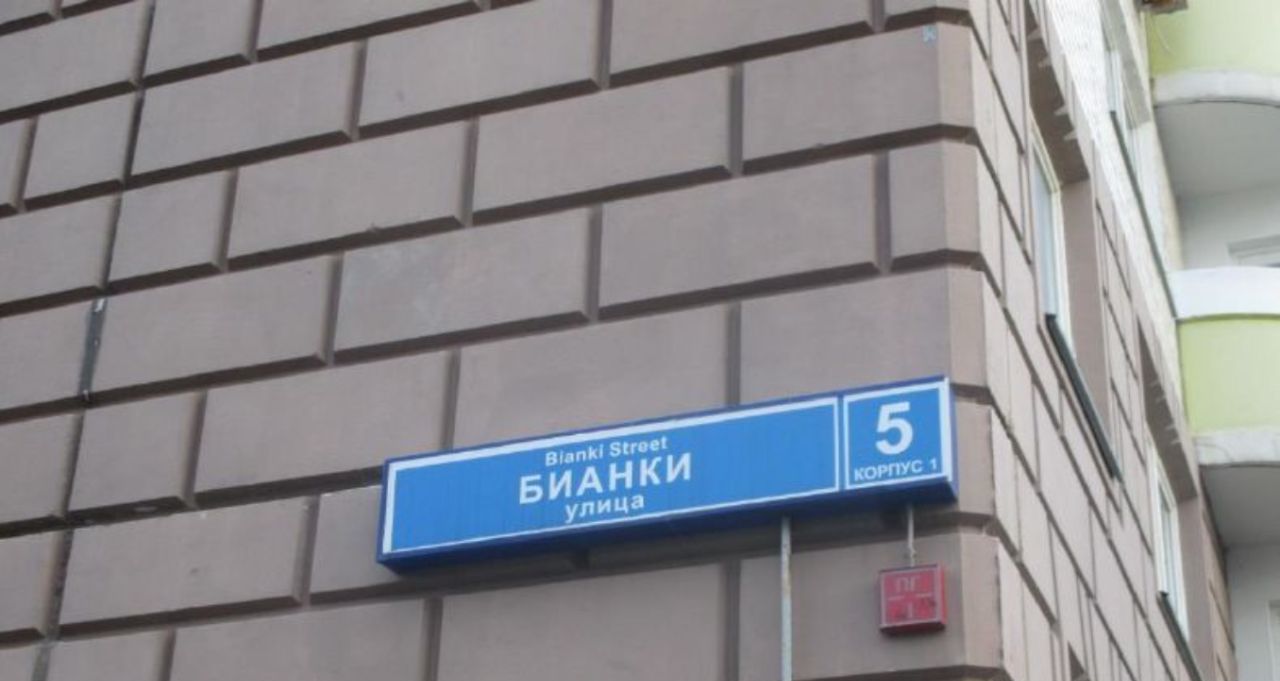 Bianki Street
БИАНКИ
улица
5
КОРПУС 1
ПГ